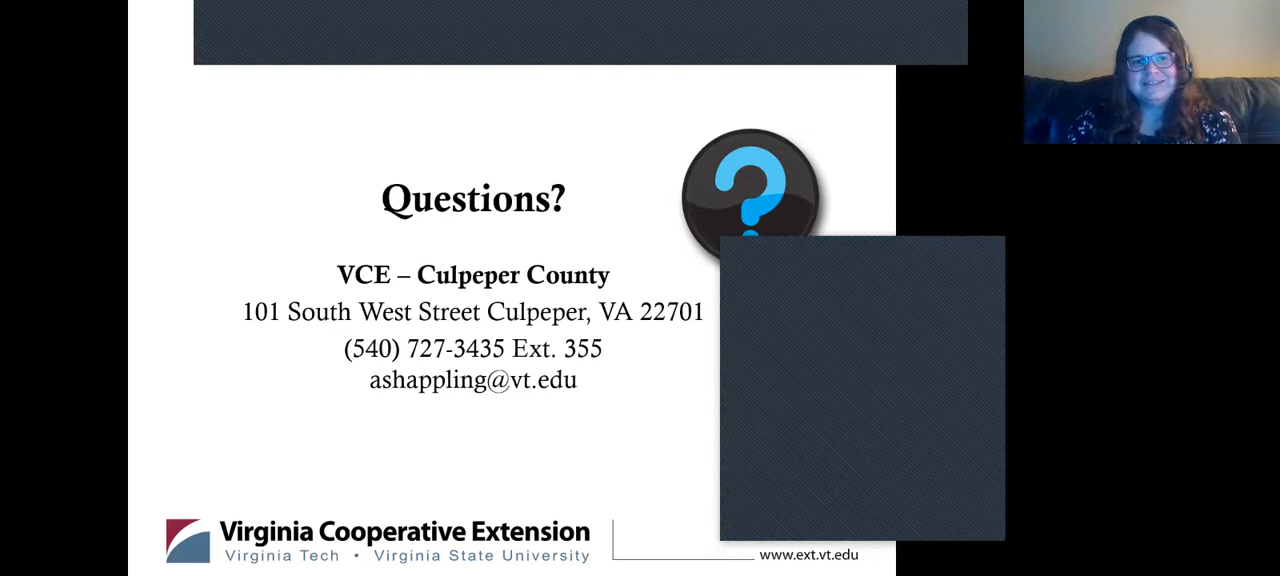 Questions?
VCE – Culpeper County
101 South West Street Culpeper, VA 22701
(540) 727-3435 Ext. 355
ashappling@vt.edu
Virginia Cooperative Extension
Virginia Tech • Virginia State University
www.ext.vt.edu